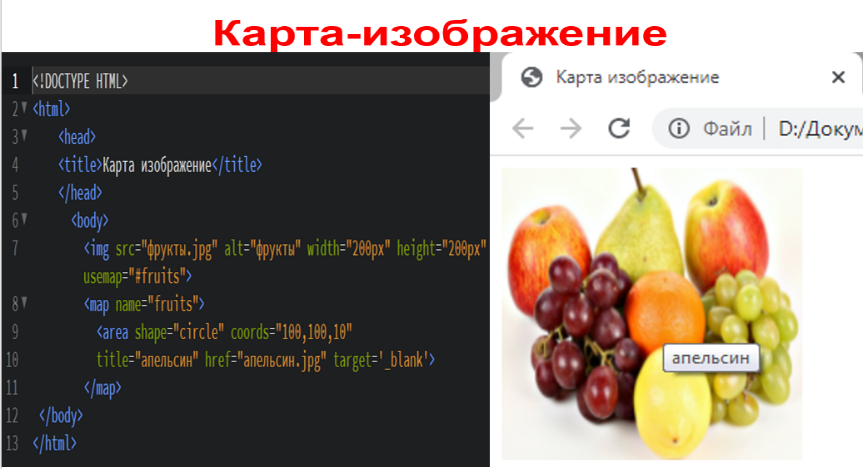 Карта-изображение
1 <!DOCTYPE HTML>
2 <html>
3 <head>
4 <title>Карта изображение</title>
5 </head>
6 <body>
7 <img src="фрукты.jpg" alt="фрукты" width="200px" height="200px"
usemap="#fruits">
8 <map name="fruits">
9 <area shape="circle" coords="100,100,10"
10 title="апельсин" href="апельсин.jpg" target='_blank'>
11 </map>
12 </body>
13 </html>
Карта изображение
Файл | D:/Докум
апельсин